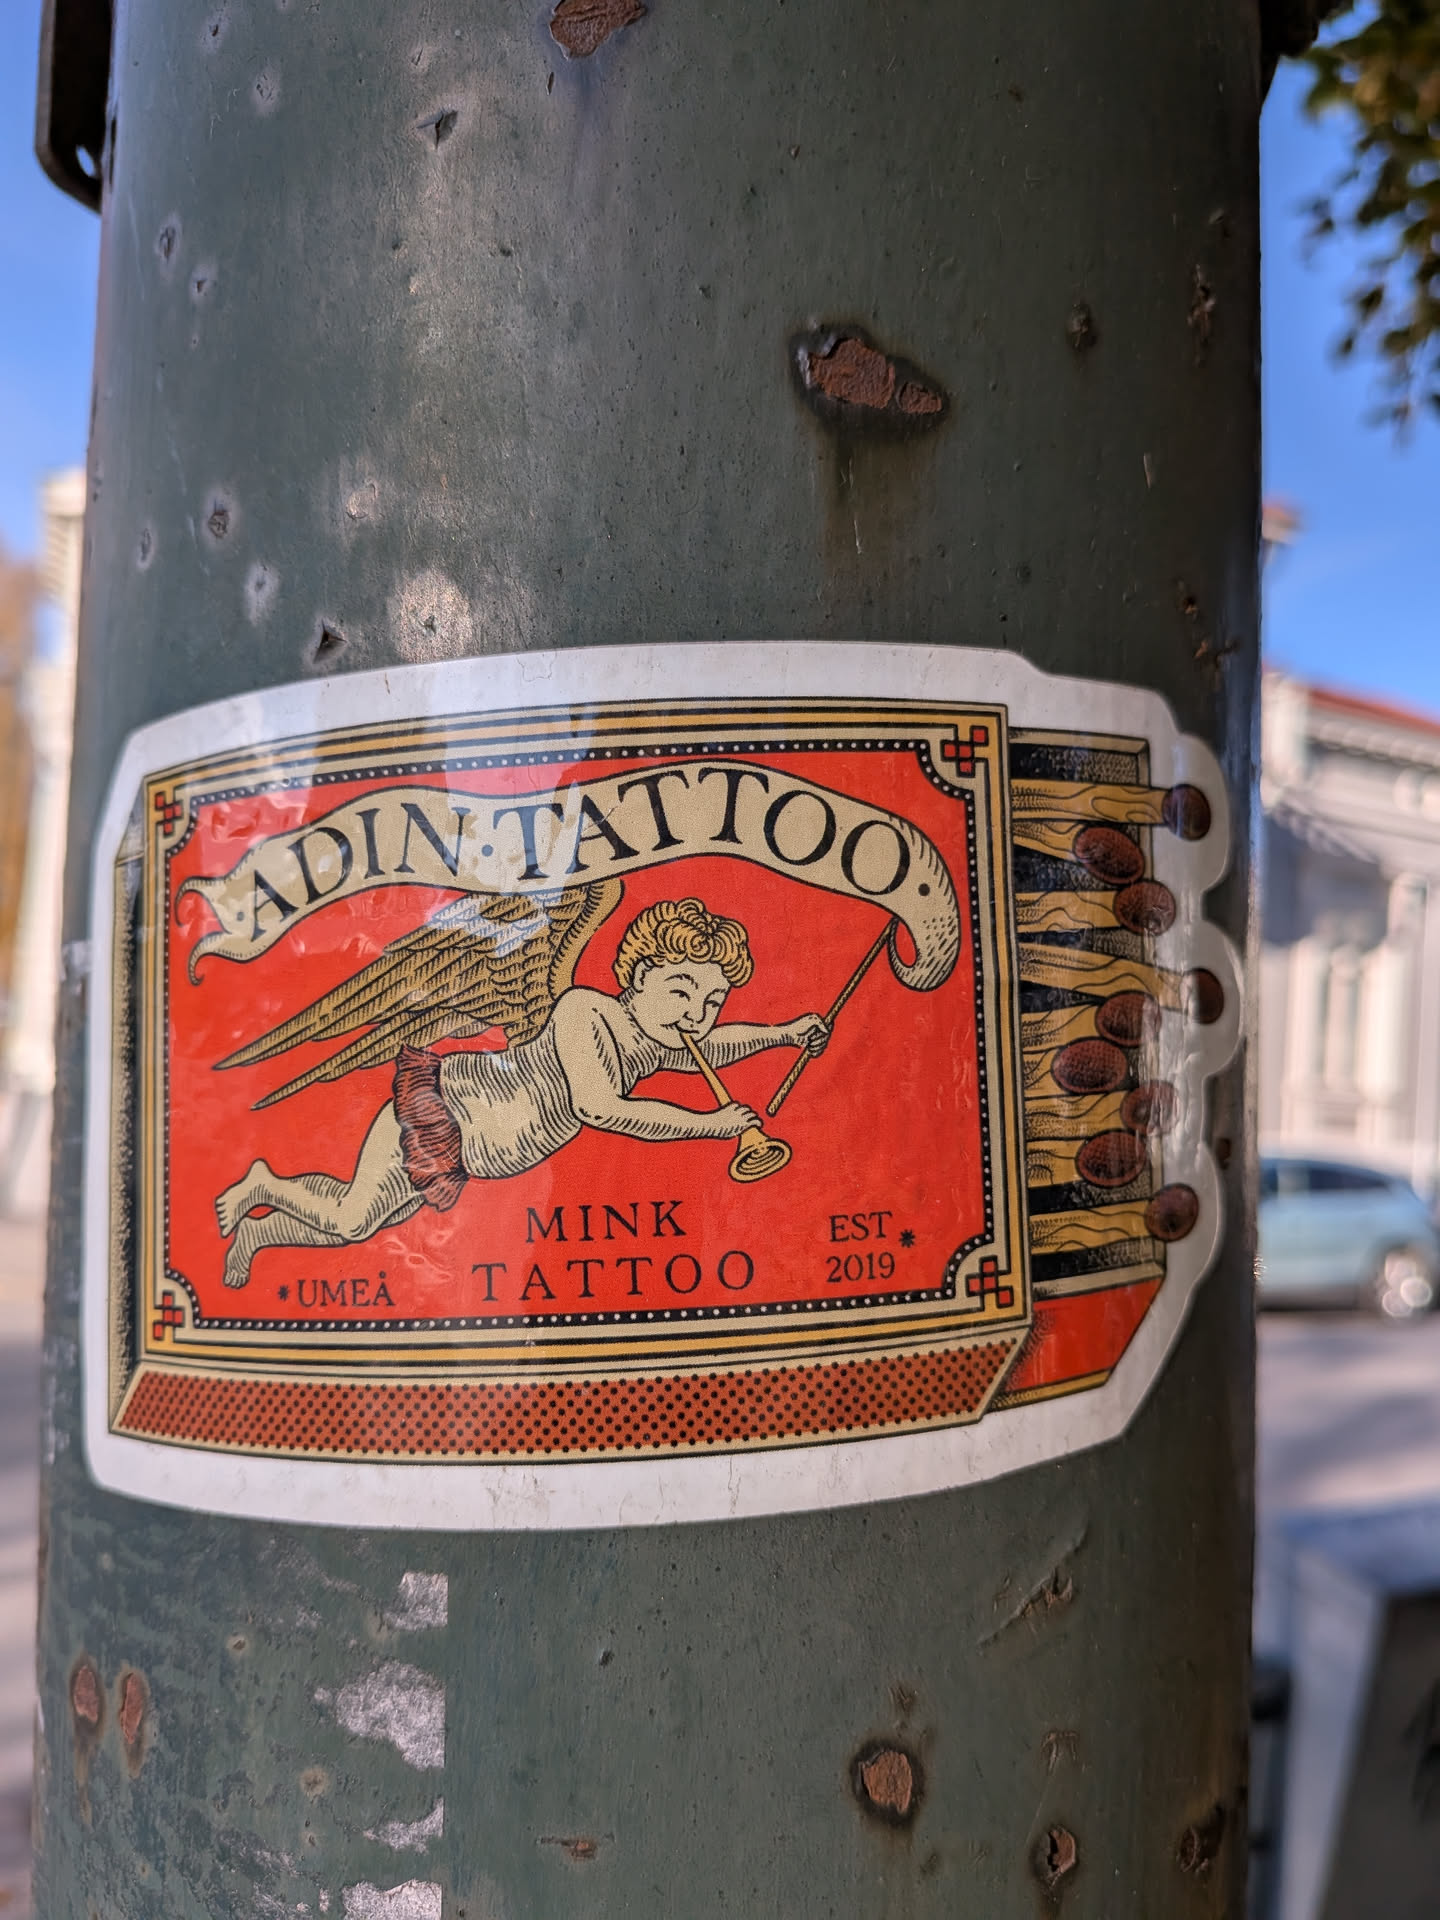 ·ADIN·TATTOO·
MINK
TATTOO
*UMEÅ
EST*
2019